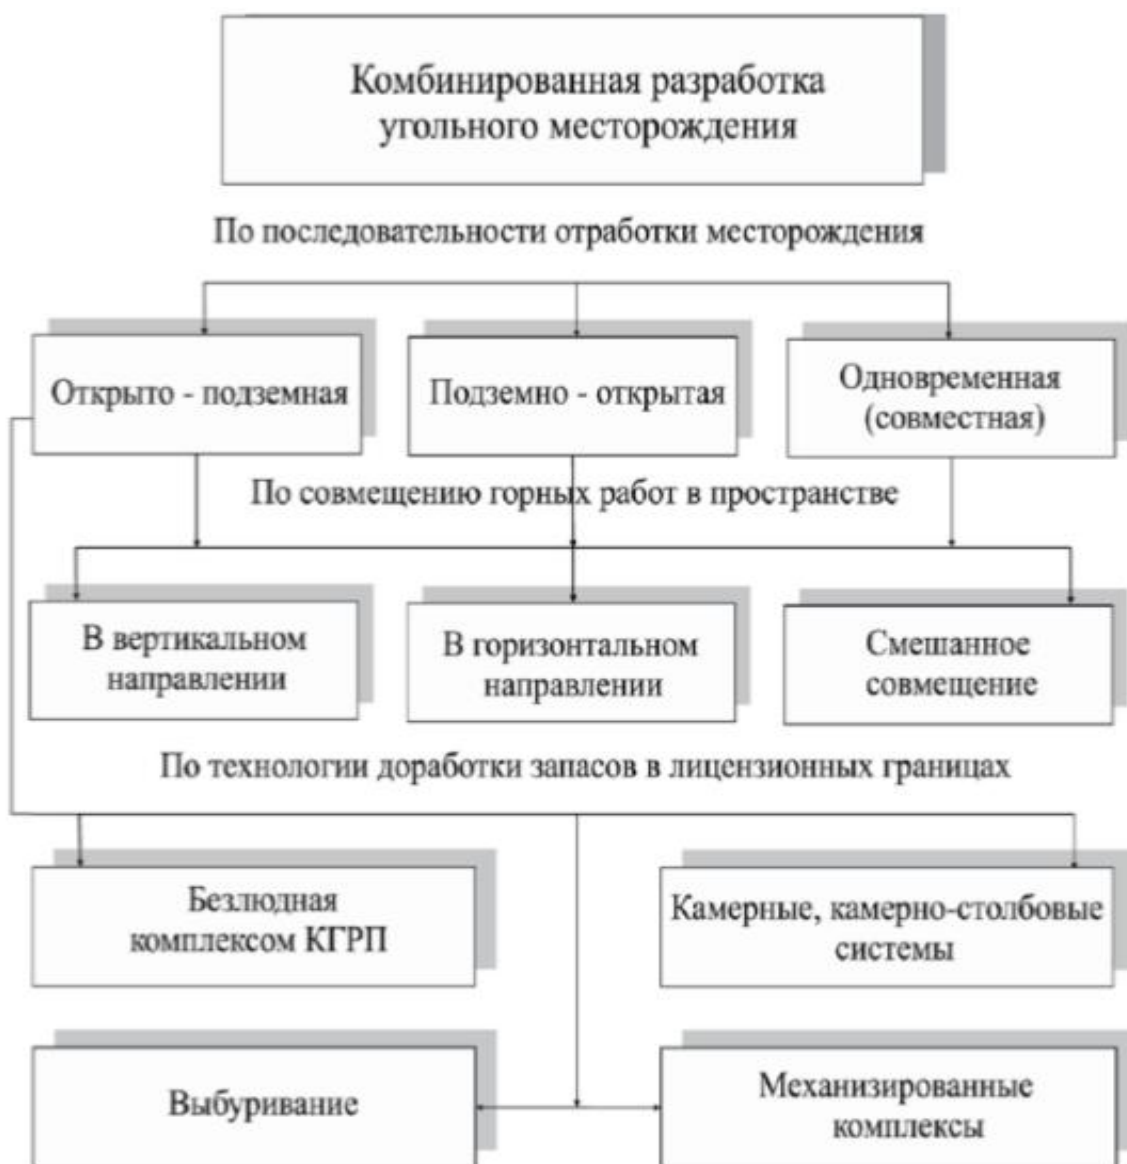 Комбинированная разработка
угольного месторождения
По последовательности отработки месторождения
Открыто - подземная
Подземно - открытая
Одновременная
(совместная)
По совмещению горных работ в пространстве
В вертикальном
направлении
В горизонтальном
направлении
Смешанное
совмещение
По технологии доработки запасов в лицензионных границах
Безлюдная
комплексом КГРП
Камерные, камерно-столбовые
системы
Выбуривание
Механизированные
комплексы